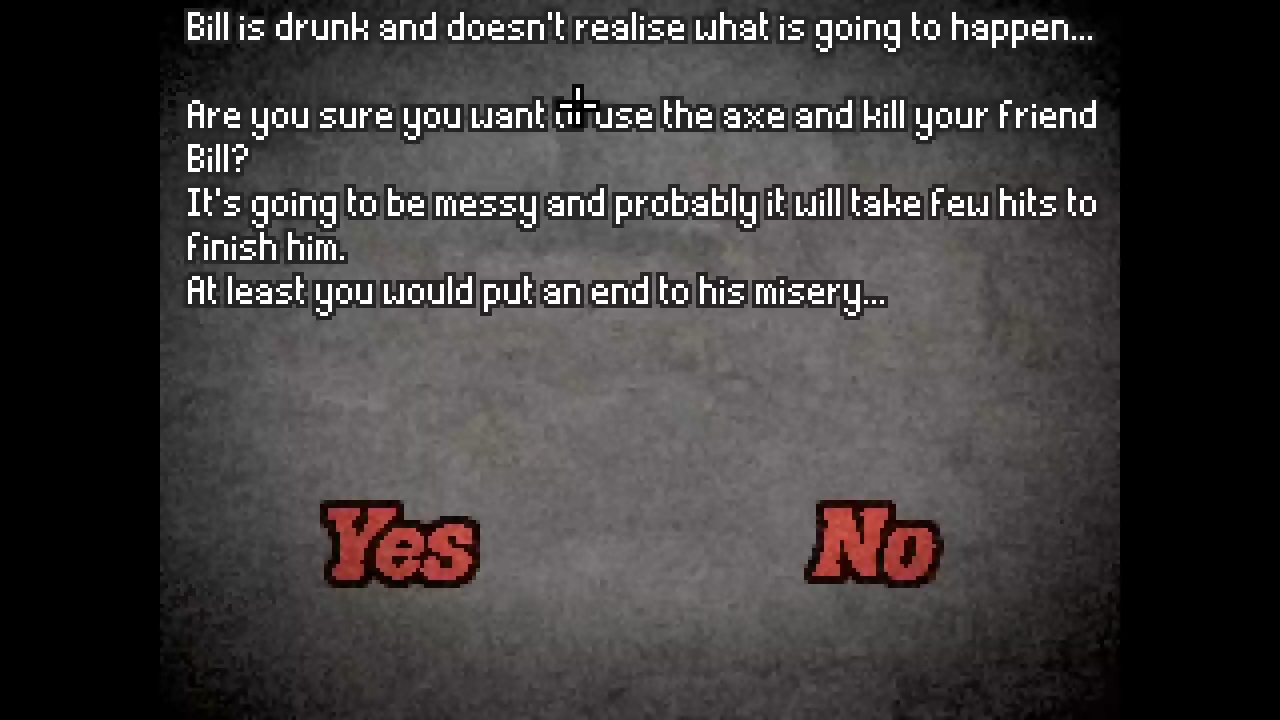 Bill is drunk and doesn't realise what is going to happen...
Are you sure you want use the axe and kill your friend
Bill?
It's going to be messy and probably it will take few hits to
finish him.
At least you would put an end to his misery...
Yes
No